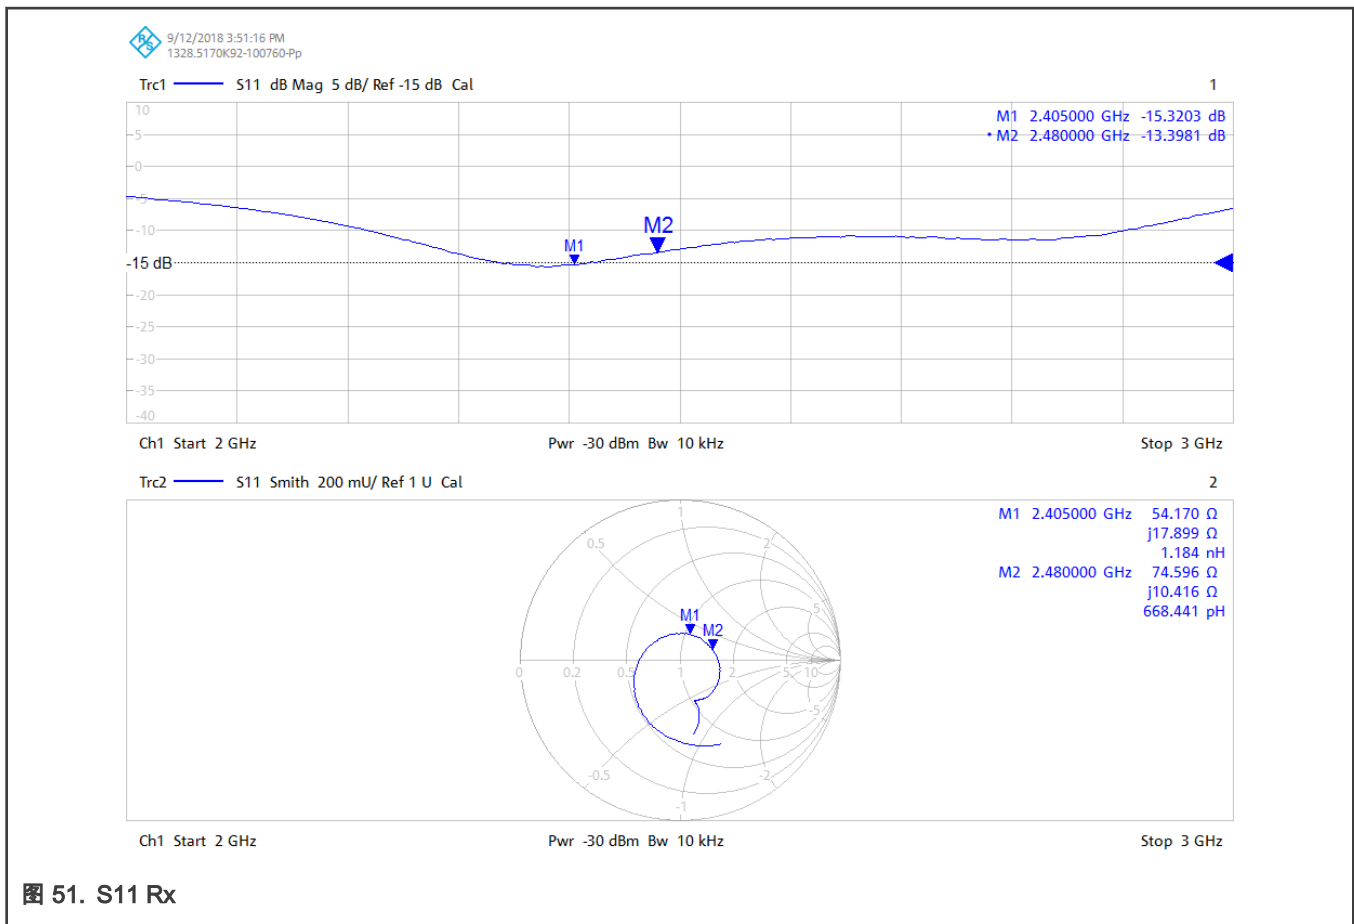 R&S
9/12/2018 3:51:16 PM
1328.5170K92-100760-Pp
Trc1 S11 dB Mag 5 dB/ Ref -15 dB Cal 1
M1 2.405000 GHz -15.3203 dB
• M2 2.480000 GHz -13.3981 dB
10
-5
-0
-5
-10
-15 dB
-20
-25
-30
-35
-40
M1
M2
Ch1 Start 2 GHz Pwr -30 dBm Bw 10 kHz Stop 3 GHz
Trc2 S11 Smith 200 mU/ Ref 1 U Cal 2
M1 2.405000 GHz 54.170 Ω
j17.899 Ω
1.184 nH
M2 2.480000 GHz 74.596 Ω
j10.416 Ω
668.441 pH
1
0.5 2
5
M1
M2
0 0.2 0.5 1 2 5 10
-5
-0.5 -2
-1
Ch1 Start 2 GHz Pwr -30 dBm Bw 10 kHz Stop 3 GHz
图 51. S11 Rx